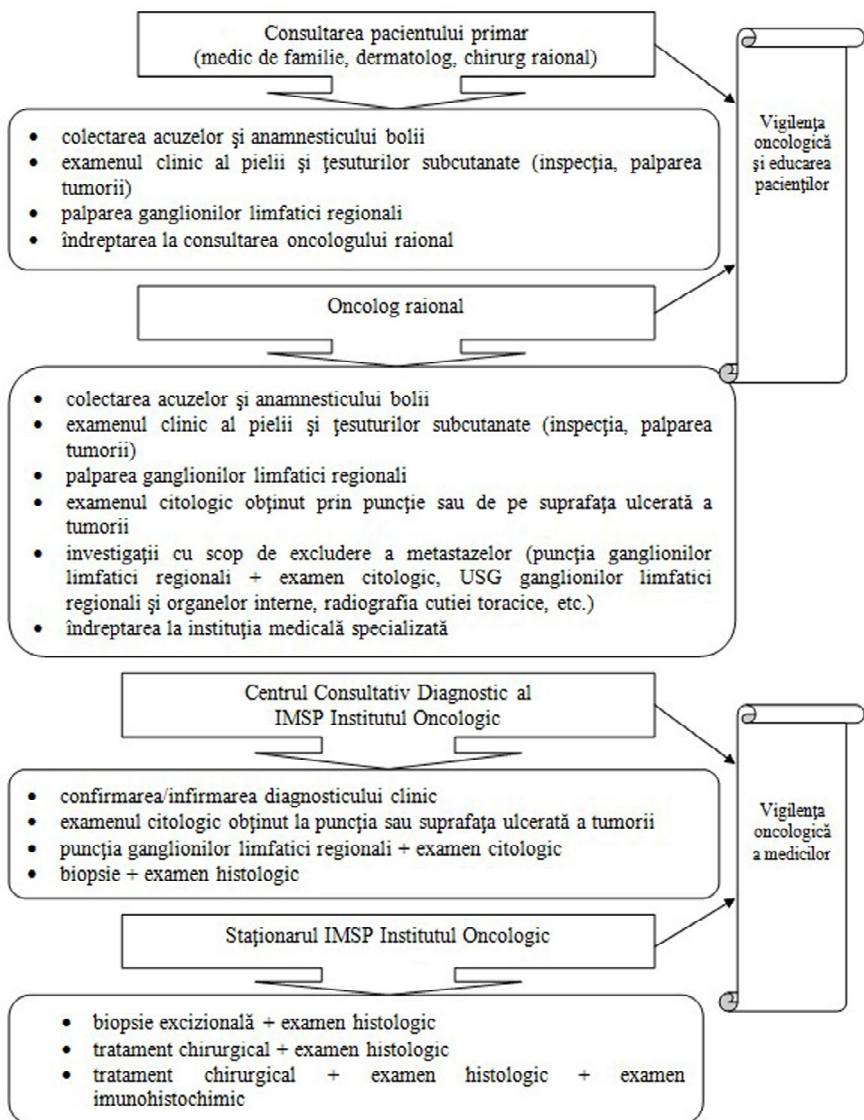 Consultarea pacientului primar
(medic de familie, dermatolog, chirurg raional)
• colectarea acuzelor şi anamnesticului bolii
• examenul clinic al pielii şi ţesuturilor subcutanate (inspecţia, palparea
tumorii)
• palparea ganglionilor limfatici regionali
• îndreptarea la consultarea oncologului raional
Vigilenţa
oncologică
şi educarea
pacienţilor
Oncolog raional
• colectarea acuzelor şi anamnesticului bolii
• examenul clinic al pielii şi ţesuturilor subcutanate (inspecţia, palparea
tumorii)
• palparea ganglionilor limfatici regionali
• examenul citologic obţinut prin puncţie sau de pe suprafaţa ulcerată a
tumorii
• investigaţii cu scop de excludere a metastazelor (puncţia ganglionilor
limfatici regionali + examen citologic, USG ganglionilor limfatici
regionali şi organelor interne, radiografia cutiei toracice, etc.)
• îndreptarea la instituţia medicală specializată
Centrul Consultativ Diagnostic al
IMSP Institutul Oncologic
• confirmarea/infirmarea diagnosticului clinic
• examenul citologic obţinut la puncţia sau suprafaţa ulcerată a tumorii
• puncţia ganglionilor limfatici regionali + examen citologic
• biopsie + examen histologic
Vigilenţa
oncologică
a medicilor
Staţionarul IMSP Institutul Oncologic
• biopsie excizională + examen histologic
• tratament chirurgical + examen histologic
• tratament chirurgical + examen histologic + examen
imunohistochimic